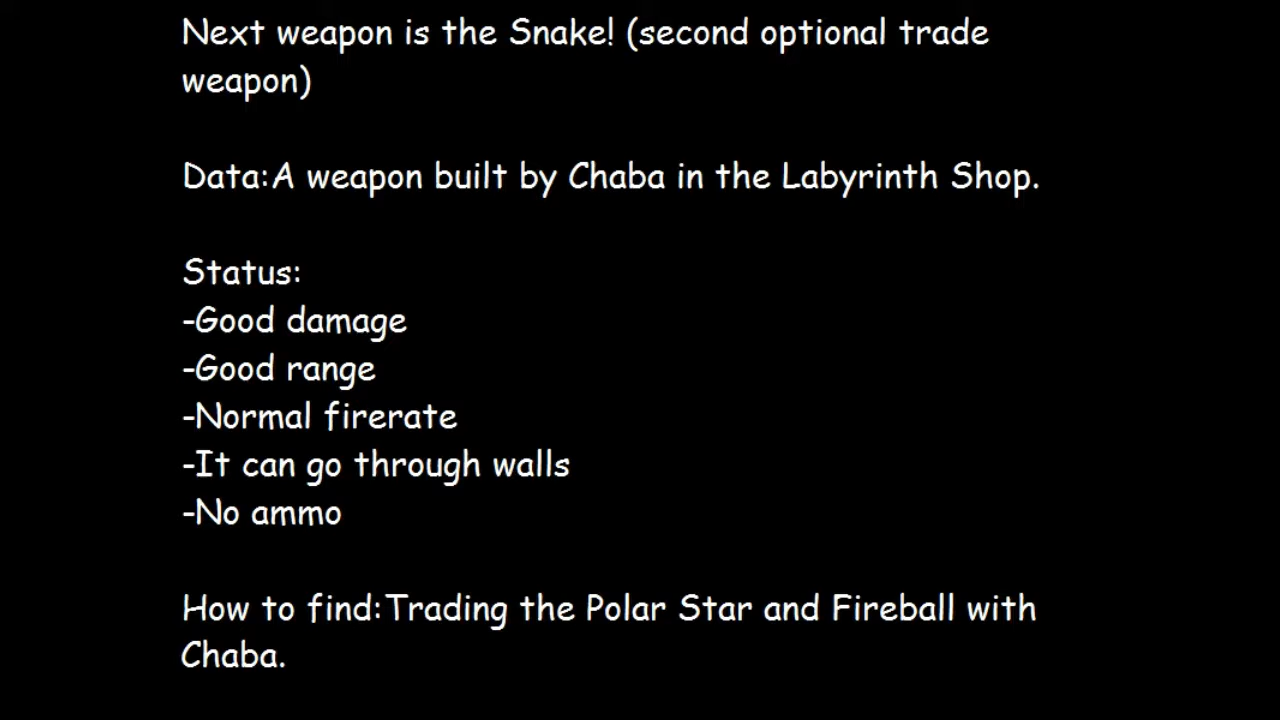 Next weapon is the Snake! (second optional trade
weapon)
Data:A weapon built by Chaba in the Labyrinth Shop.
Status:
-Good damage
-Good range
-Normal firerate
-It can go through walls
-No ammo
How to find:Trading the Polar Star and Fireball with
Chaba.